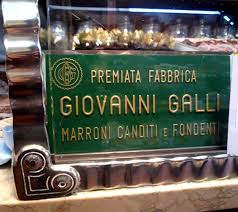 PREMIATA FABBRICA
GIOVANNI GALLI
MARRONI CANDITI e FONDENTI